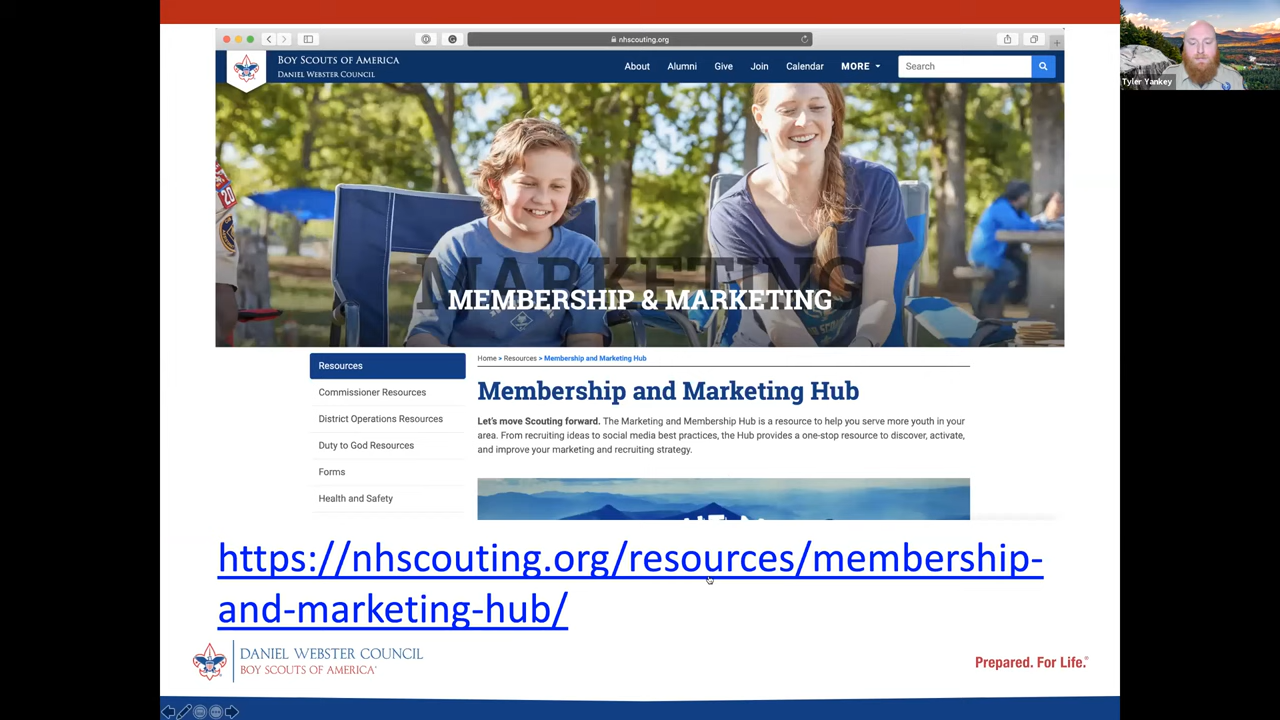 nhscouting.org
BOY SCOUTS OF AMERICA
DANIEL WEBSTER COUNCIL
About Alumni Give Join Calendar MORE Search
Tyler Yankey
20
MARKETING
MEMBERSHIP & MARKETING
Resources
Commissioner Resources
District Operations Resources
Duty to God Resources
Forms
Health and Safety
Home > Resources > Membership and Marketing Hub
Membership and Marketing Hub
Let's move Scouting forward. The Marketing and Membership Hub is a resource to help you serve more youth in your
area. From recruiting ideas to social media best practices, the Hub provides a one-stop resource to discover, activate,
and improve your marketing and recruiting strategy.
https://nhscouting.org/resources/membership-
and-marketing-hub/
DANIEL WEBSTER COUNCIL
BOY SCOUTS OF AMERICA®
Prepared. For Life.®